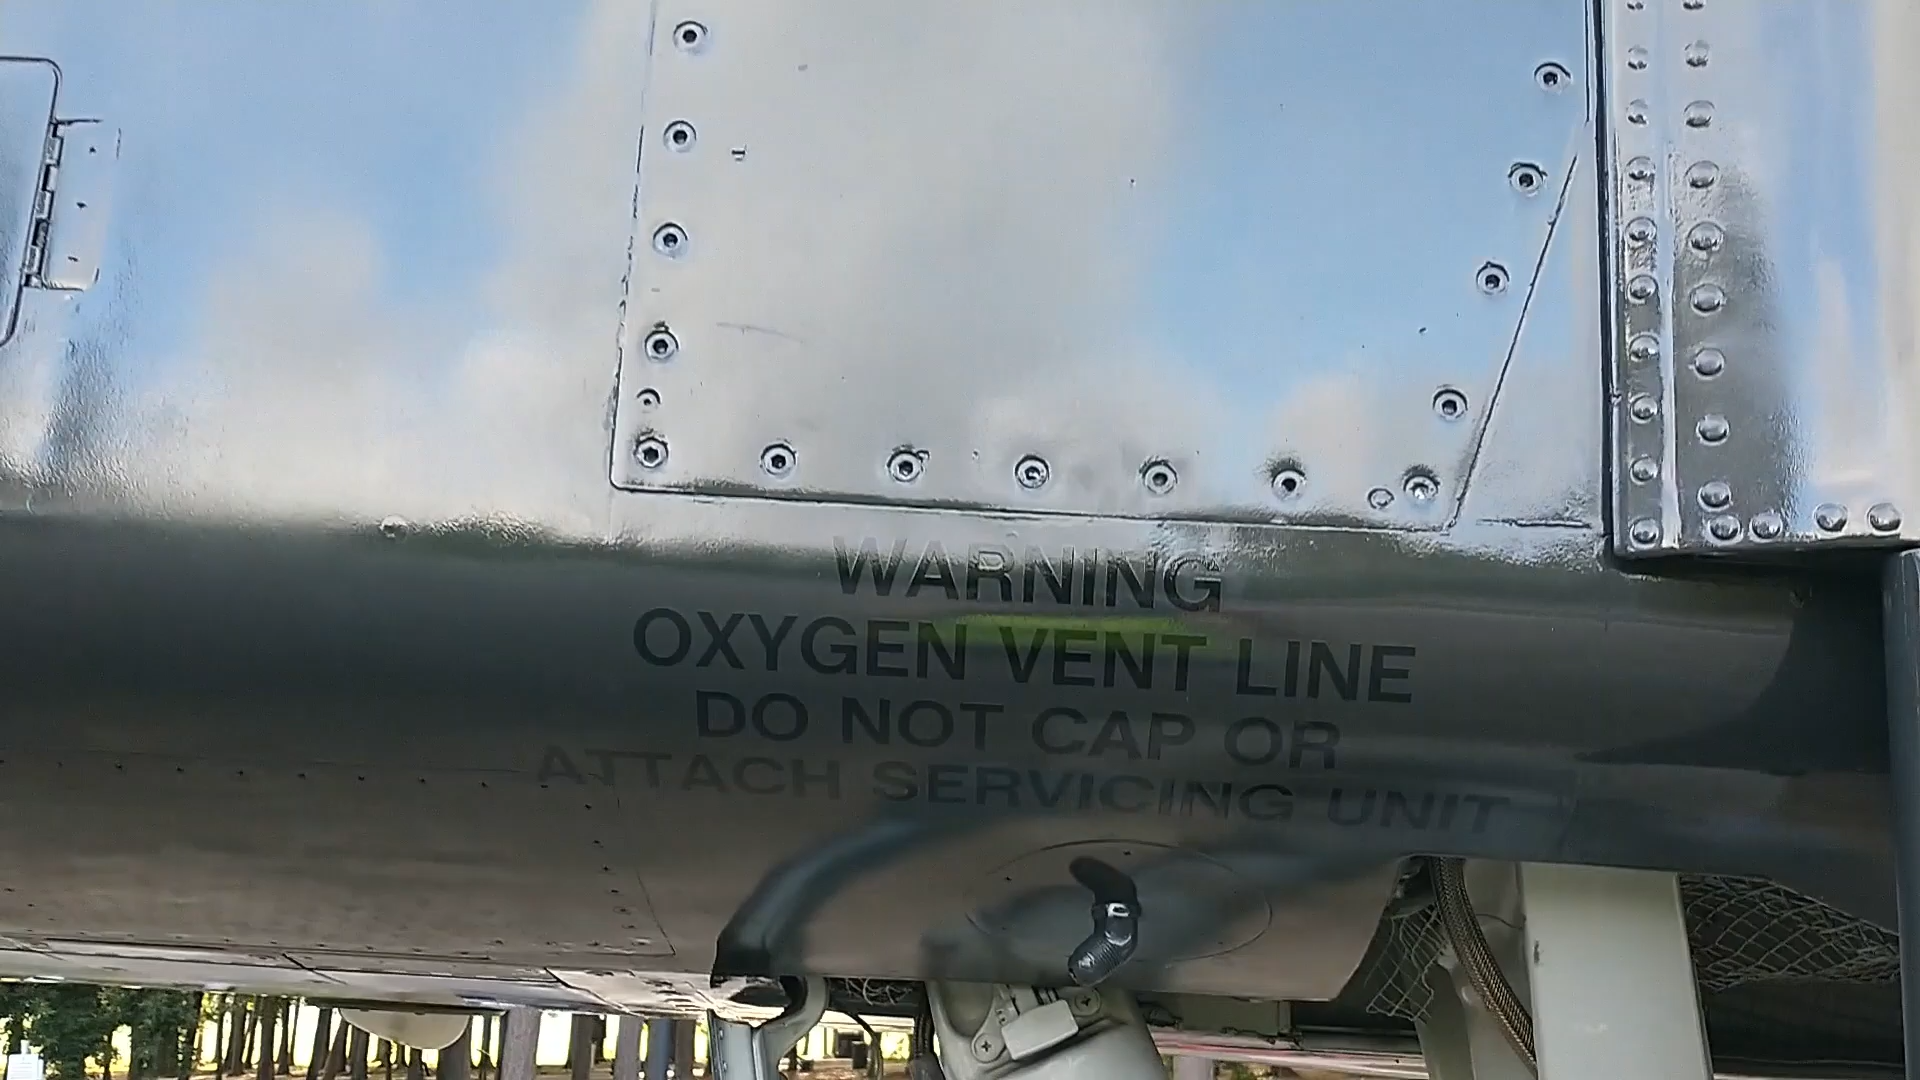 WARNING
OXYGEN VENT LINE
DO NOT CAP OR
ATTACH SERVICING UNIT